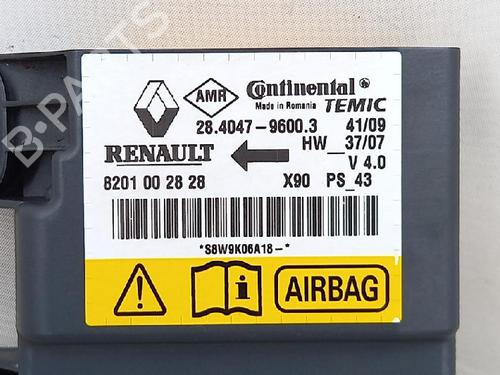 B-PARTS
AMR Continental
Made in Romania TEMIC
28.4047-9600.3 41/09
RENAULT HW__37/07
V 4.0
8201 00 28 28 X90 PS_43
*S8W9K06A18-*
AIRBAG